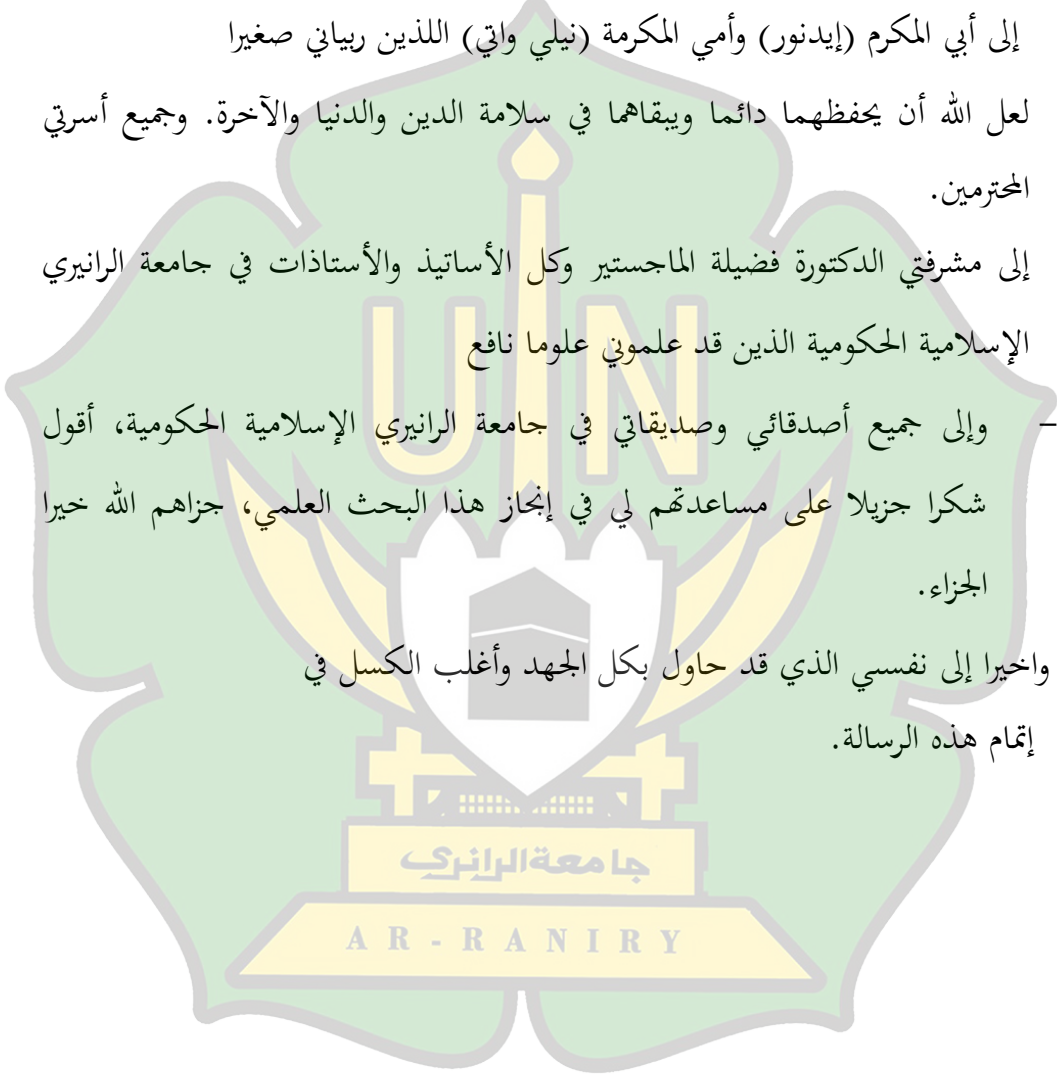 إلى أبي المكرم (إيدنور) وأمي المكرمة (نيلي واتي) اللذين ربياني صغيرا
لعل الله أن يحفظهما دائما ويبقاهما في سلامة الدين والدنيا والآخرة. وجميع أسرتي
المحترمين.
إلى مشرفتي الدكتورة فضيلة الماجستير وكل الأساتيذ والأستاذات في جامعة الرانيري
الإسلامية الحكومية الذين قد علموني علوما نافع
– وإلى جميع أصدقائي وصديقاتي في جامعة الرانيري الإسلامية الحكومية، أقول
شكرا جزيلا على مساعدتهم لي في إنجاز هذا البحث العلمي، جزاهم الله خيرا
الجزاء.
واخيرا إلى نفسي الذي قد حاول بكل الجهد وأغلب الكسل في
إتمام هذه الرسالة.
UIN
جامعةالرانرى
AR-RANIRY